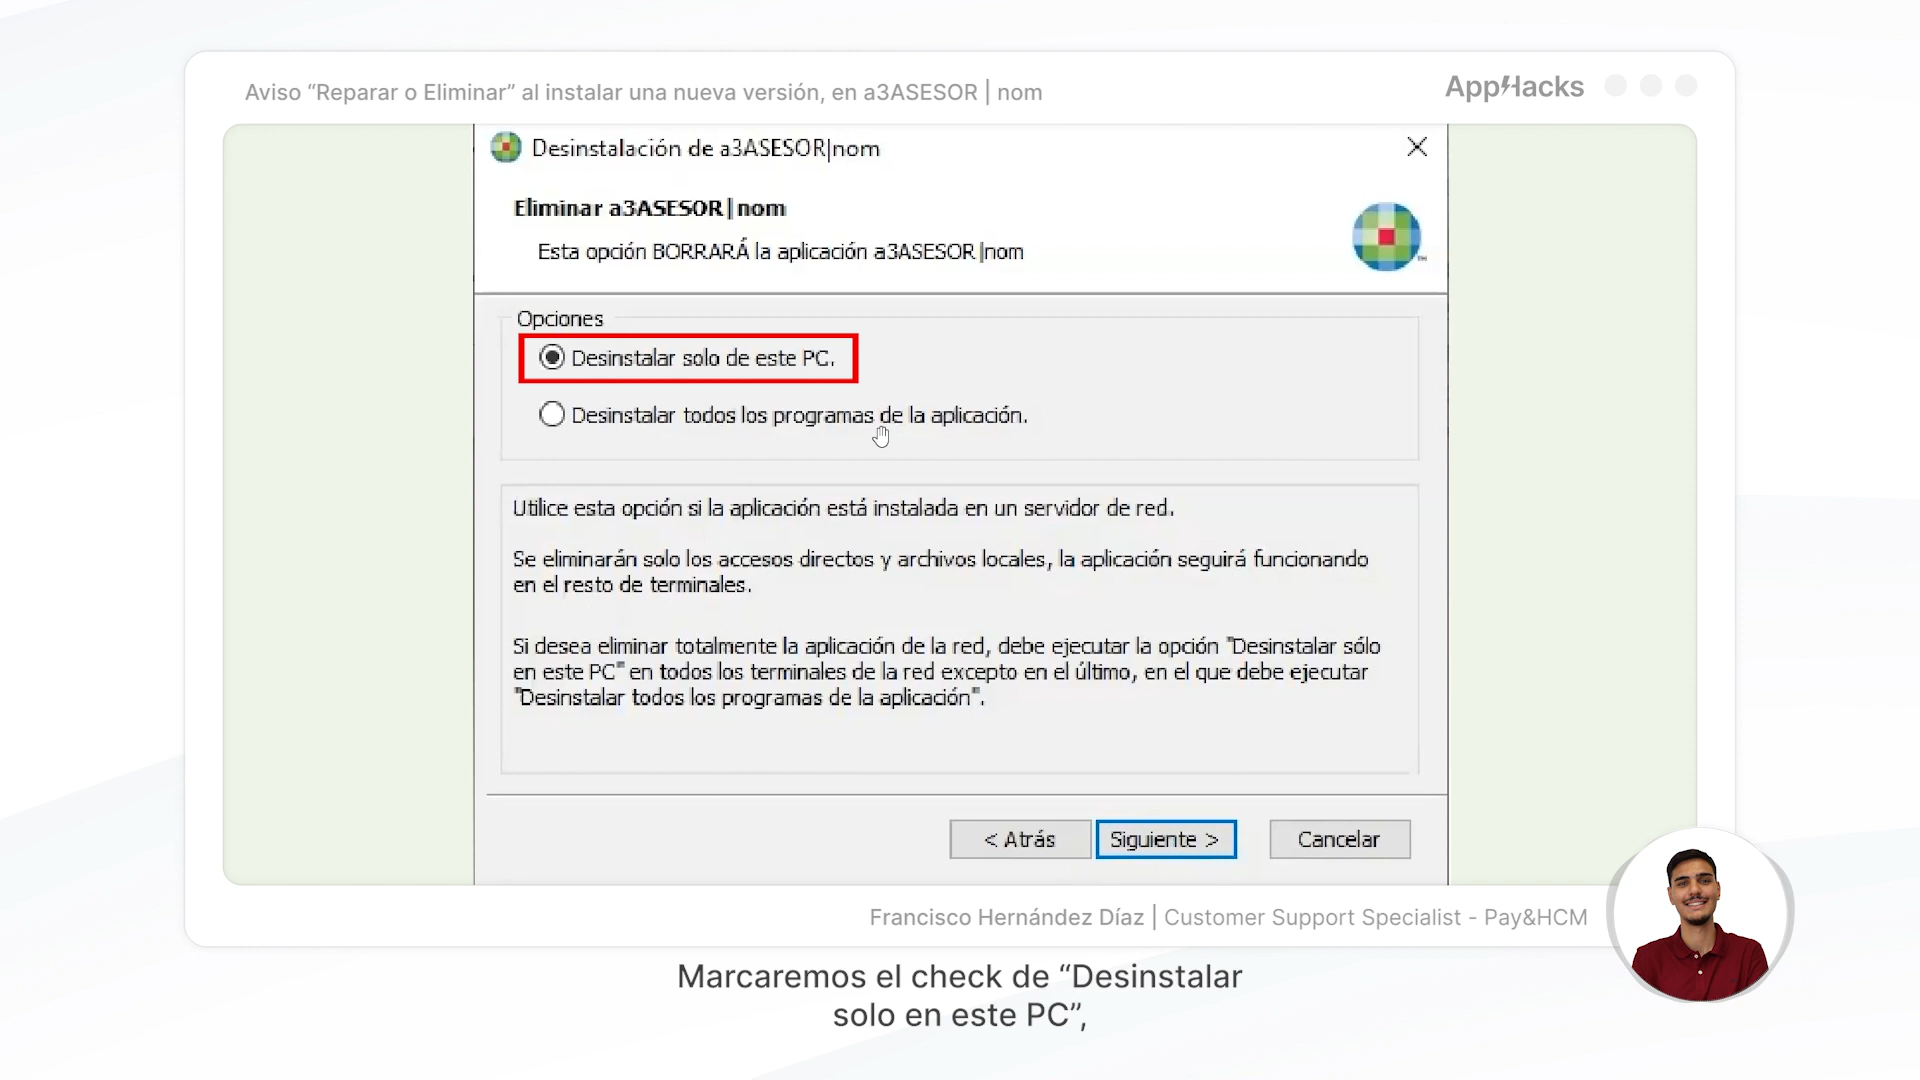 Aviso “Reparar o Eliminar” al instalar una nueva versión, en a3ASESOR | nom
AppHacks
Desinstalación de a3ASESOR|nom
Eliminar a3ASESOR|nom
Esta opción BORRARÁ la aplicación a3ASESOR|nom
Opciones
Desinstalar solo de este PC.
Desinstalar todos los programas de la aplicación.
Utilice esta opción si la aplicación está instalada en un servidor de red.
Se eliminarán solo los accesos directos y archivos locales, la aplicación seguirá funcionando
en el resto de terminales.
Si desea eliminar totalmente la aplicación de la red, debe ejecutar la opción "Desinstalar sólo
en este PC" en todos los terminales de la red excepto en el último, en el que debe ejecutar
"Desinstalar todos los programas de la aplicación".
< Atrás
Siguiente >
Cancelar
Francisco Hernández Díaz | Customer Support Specialist - Pay&HCM
Marcaremos el check de “Desinstalar
solo en este PC”,